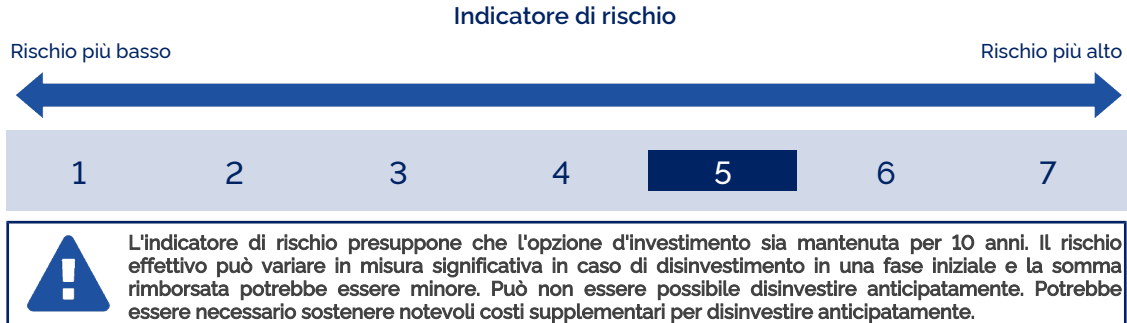 Indicatore di rischio
Rischio più basso Rischio più alto
1 2 3 4 5 6 7
L'indicatore di rischio presuppone che l'opzione d'investimento sia mantenuta per 10 anni. Il rischio
effettivo può variare in misura significativa in caso di disinvestimento in una fase iniziale e la somma
rimborsata potrebbe essere minore. Può non essere possibile disinvestire anticipatamente. Potrebbe
essere necessario sostenere notevoli costi supplementari per disinvestire anticipatamente.